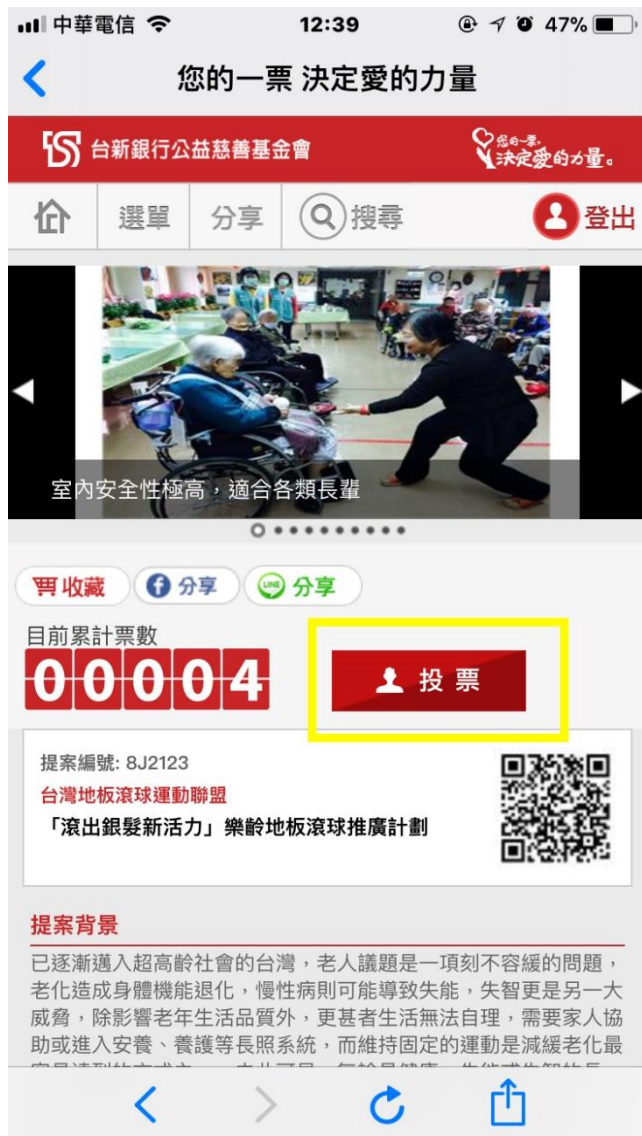 中華電信 12:39 47%
您的一票 決定愛的力量
台新銀行公益慈善基金會
您的一票,
決定愛的力量。
選單 分享 搜尋 登出
室內安全性極高，適合各類長輩
收藏 f 分享 LINE 分享
目前累計票數
00004
投票
提案編號: 8J2123
台灣地板滾球運動聯盟
「滾出銀髮新活力」樂齡地板滾球推廣計劃
提案背景
已逐漸邁入超高齡社會的台灣，老人議題是一項刻不容緩的問題，
老化造成身體機能退化，慢性病則可能導致失能，失智更是另一大
威脅，除影響老年生活品質外，更甚者生活無法自理，需要家人協
助或進入安養、養護等長照系統，而維持固定的運動是減緩老化最